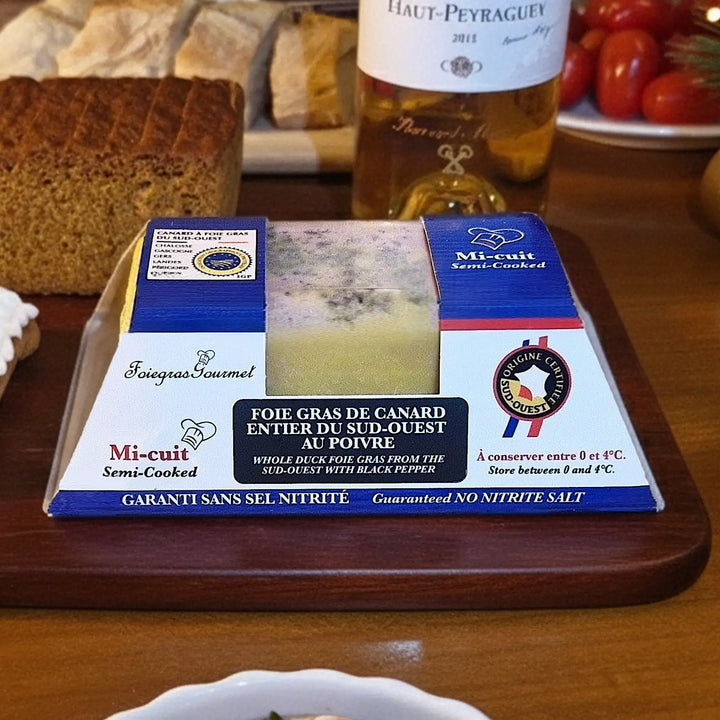 HAUT-PEYRAGUEY
CANARD À FOIE GRAS
DU SUD-OUEST
CHALOSSE
GASCOGNE
GERS
LANDES
PÉRIGORD
QUERCY
IGP
Mi-cuit
Semi-Cooked
FoiegrasGourmet
ORIGINE CERTIFIÉE
SUD-OUEST
Mi-cuit
Semi-Cooked
FOIE GRAS DE CANARD
ENTIER DU SUD-OUEST
AU POIVRE
WHOLE DUCK FOIE GRAS FROM THE
SUD-OUEST WITH BLACK PEPPER
À conserver entre 0 et 4°C.
Store between 0 and 4°C.
GARANTI SANS SEL NITRITÉ Guaranteed NO NITRITE SALT